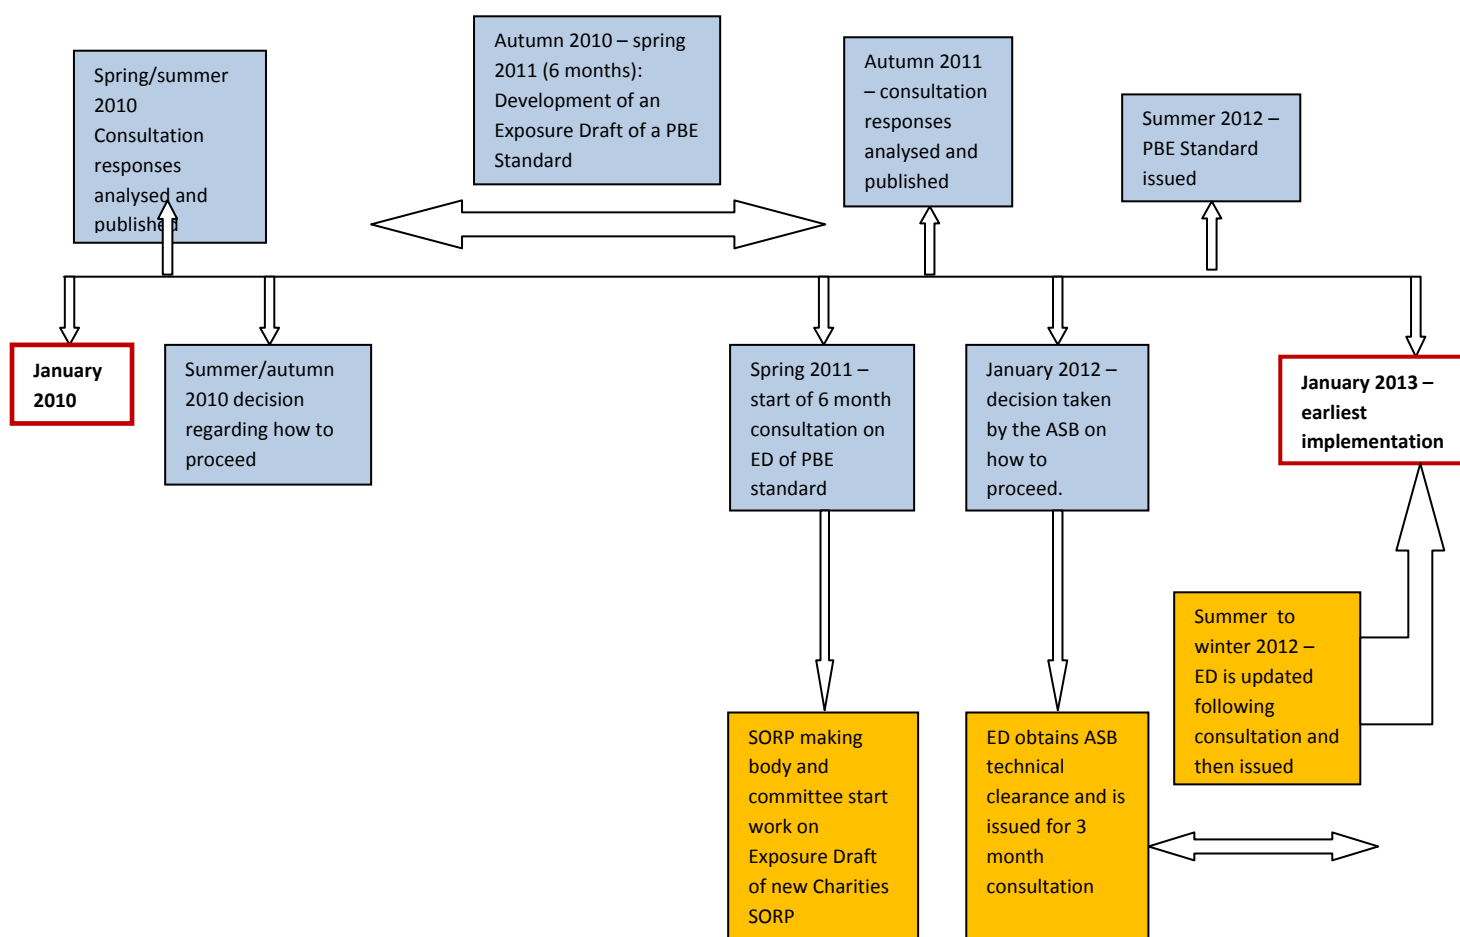 Spring/summer
2010
Consultation
responses
analysed and
published
Autumn 2010 – spring
2011 (6 months):
Development of an
Exposure Draft of a PBE
Standard
Autumn 2011
– consultation
responses
analysed and
published
Summer 2012 –
PBE Standard
issued
January
2010
Summer/autumn
2010 decision
regarding how to
proceed
Spring 2011 –
start of 6 month
consultation on
ED of PBE
standard
January 2012 –
decision taken
by the ASB on
how to
proceed.
January 2013 –
earliest
implementation
SORP making
body and
committee start
work on
Exposure Draft
of new Charities
SORP
ED obtains ASB
technical
clearance and is
issued for 3
month
consultation
Summer to
winter 2012 –
ED is updated
following
consultation and
then issued